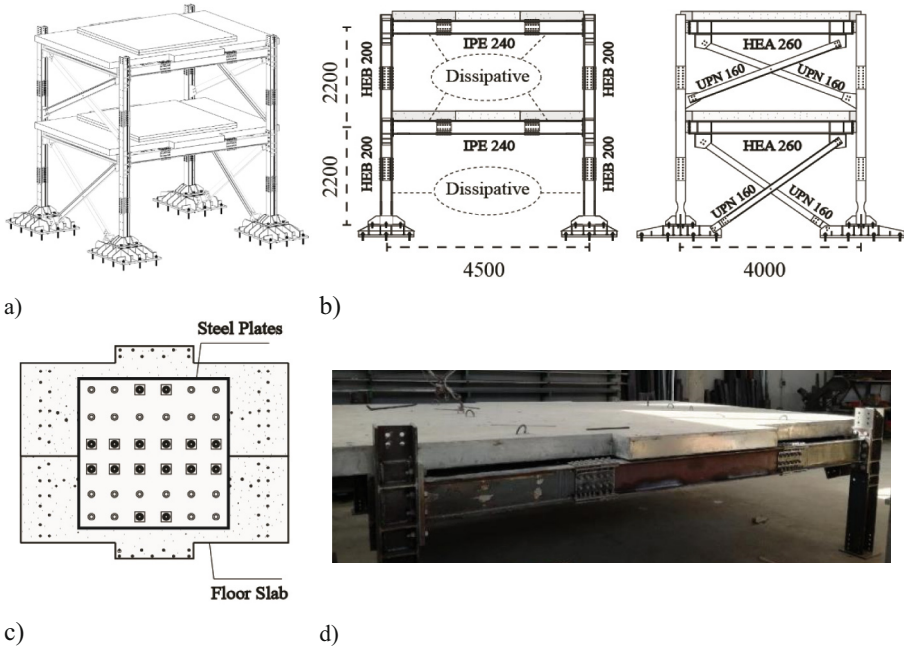 IPE 240
Dissipative
HEB 200
HEB 200
2200
IPE 240
Dissipative
HEB 200
HEB 200
2200
4500
HEA 260
UPN 160
UPN 160
HEA 260
UPN 160
UPN 160
4000
a)
b)
Steel Plates
Floor Slab
c)
d)